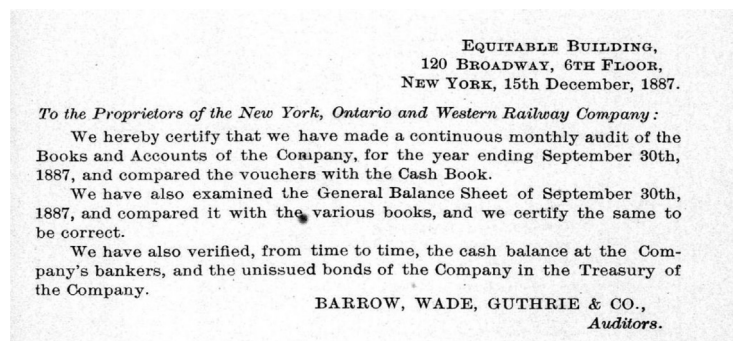 EQUITABLE BUILDING,
120 BROADWAY, 6TH FLOOR,
NEW YORK, 15th December, 1887.
To the Proprietors of the New York, Ontario and Western Railway Company:
We hereby certify that we have made a continuous monthly audit of the
Books and Accounts of the Company, for the year ending September 30th,
1887, and compared the vouchers with the Cash Book.
We have also examined the General Balance Sheet of September 30th,
1887, and compared it with the various books, and we certify the same to
be correct.
We have also verified, from time to time, the cash balance at the Com-
pany's bankers, and the unissued bonds of the Company in the Treasury of
the Company.
BARROW, WADE, GUTHRIE & CO.,
Auditors.